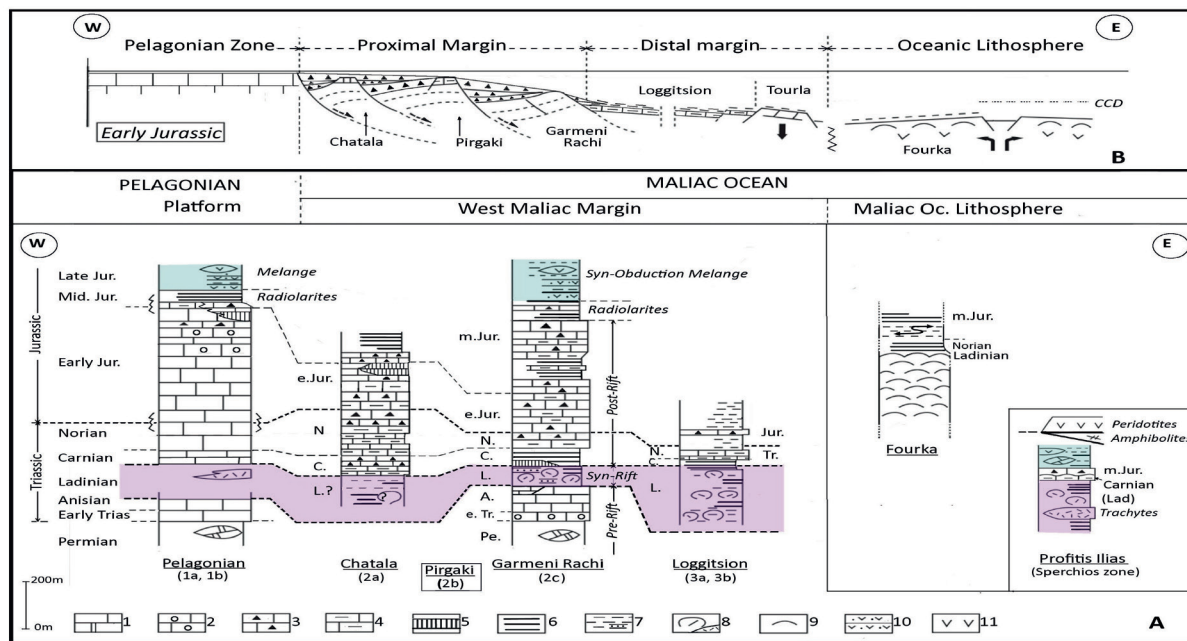 W
E
Pelagonian Zone
Proximal Margin
Distal margin
Oceanic Lithosphere
Loggitsion
Tourla
CCD
Early Jurassic
Chatala
Pirgaki
Garmeni
Rachi
Fourka
B
PELAGONIAN
Platform
MALIAC OCEAN
West Maliac Margin
Maliac Oc. Lithosphere
W
E
Jurassic
Triassic
Late Jur.
Mid. Jur.
Early Jur.
Norian
Carnian
Ladinian
Anisian
Early Trias
Permian
Melange
Radiolarites
Pelagonian
(1a, 1b)
e.Jur.
N
C.
L.?
?
Chatala
(2a)
Pirgaki
(2b)
Syn-Obduction Melange
Radiolarites
m.Jur.
e.Jur.
N.
C.
L.
A.
e. Tr.
Pe.
Post-Rift
Syn-Rift
Pre-Rift
Garmeni Rachi
(2c)
Jur.
N.
Tr.
C.
L.
Loggitsion
(3a, 3b)
m.Jur.
Norian
Ladinian
Fourka
Peridotites
Amphibolites
m.Jur.
Carnian
(Lad)
Trachytes
Profitis Ilias
(Sperchios zone)
200m
0m
1 2 3 4 5 6 7 8 9 10 11
A